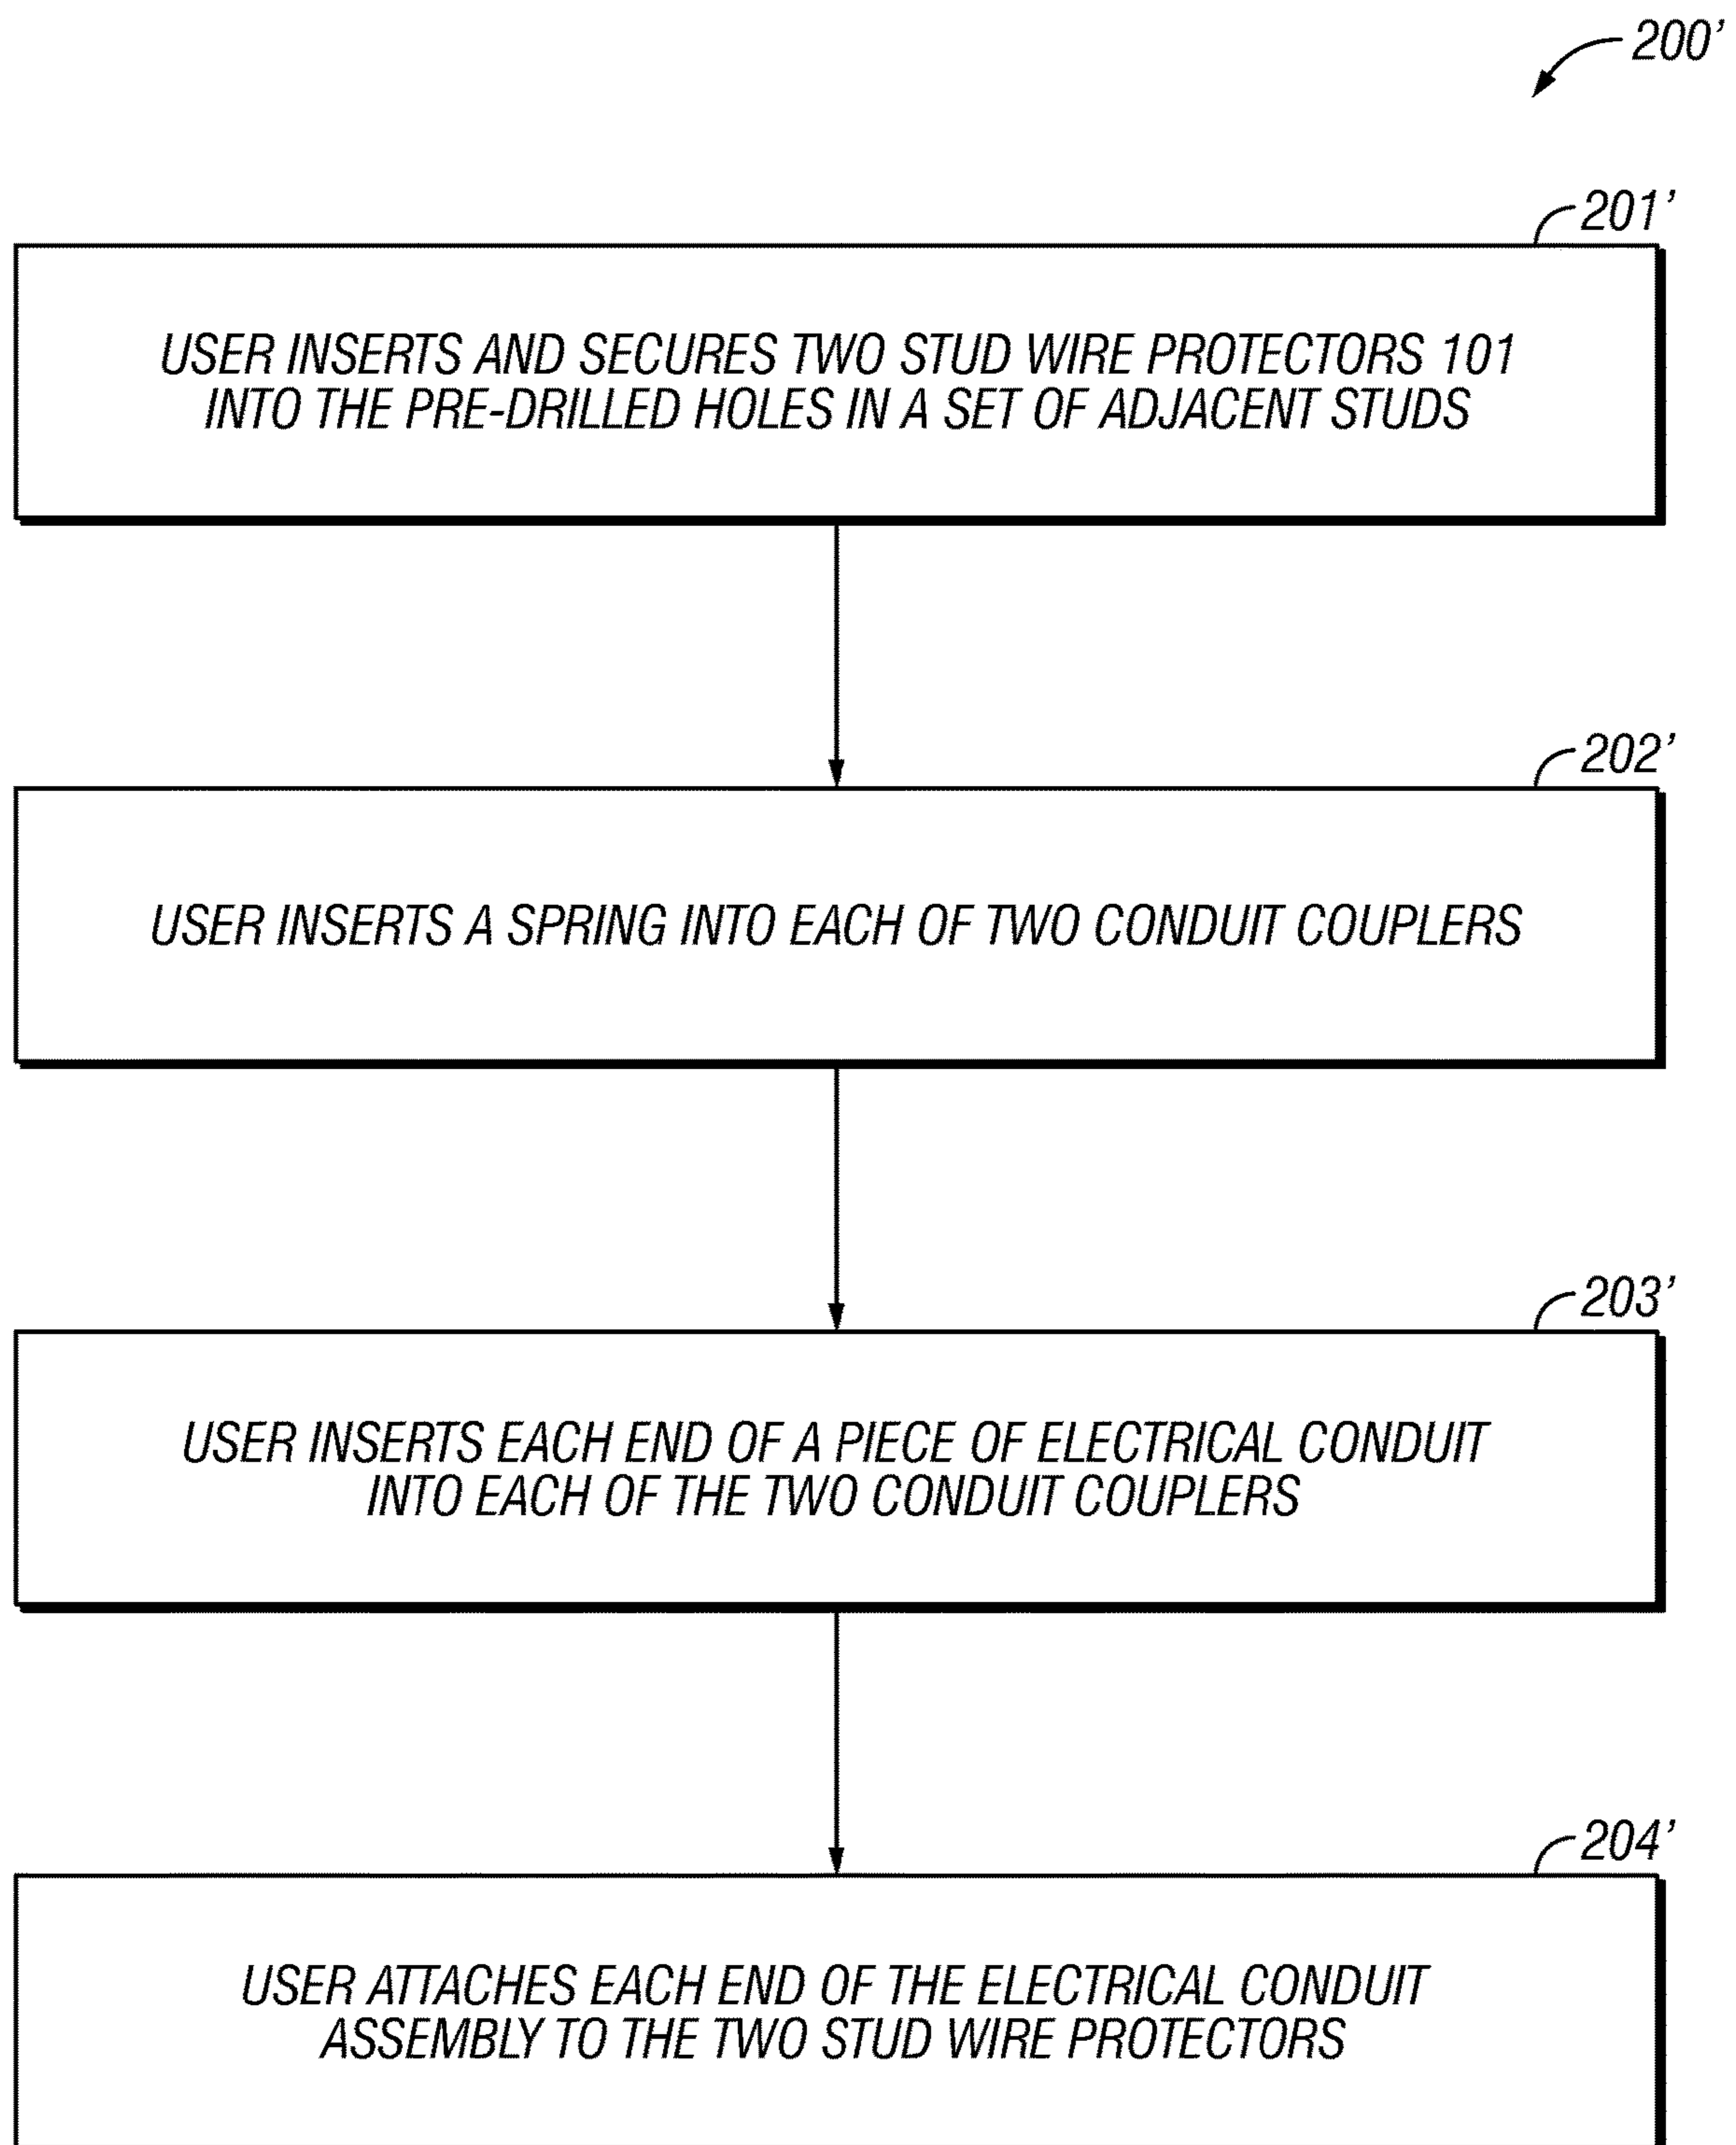 200’
201’
USER INSERTS AND SECURES TWO STUD WIRE PROTECTORS 101
INTO THE PRE-DRILLED HOLES IN A SET OF ADJACENT STUDS
202’
USER INSERTS A SPRING INTO EACH OF TWO CONDUIT COUPLERS
203’
USER INSERTS EACH END OF A PIECE OF ELECTRICAL CONDUIT
INTO EACH OF THE TWO CONDUIT COUPLERS
204’
USER ATTACHES EACH END OF THE ELECTRICAL CONDUIT
ASSEMBLY TO THE TWO STUD WIRE PROTECTORS